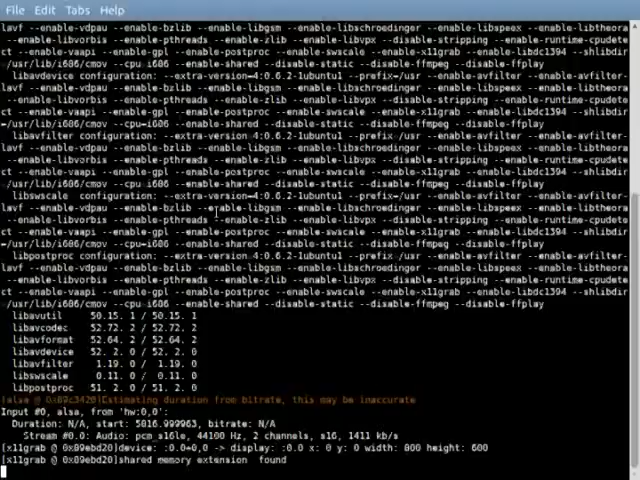 File Edit Tabs Help
lavf --enable-vdpau --enable-bzlib --enable-libgsm --enable-libschroedinger --enable-libspeex --enable-libtheora
--enable-libvorbis --enable-pthreads --enable-zlib --enable-libvpx --disable-stripping --enable-runtime-cpudete
ct --enable-vaapi --enable-gpl --enable-postproc --enable-swscale --enable-x11grab --enable-libdc1394 --shlibdir
=/usr/lib/i686/cmov --cpu=i686 --enable-shared --disable-static --disable-ffmpeg --disable-ffplay
libavdevice configuration: --extra-version=4:0.6.2-1ubuntu1 --prefix=/usr --enable-avfilter --enable-avfilter-
lavf --enable-vdpau --enable-bzlib --enable-libgsm --enable-libschroedinger --enable-libspeex --enable-libtheora
--enable-libvorbis --enable-pthreads --enable-zlib --enable-libvpx --disable-stripping --enable-runtime-cpudete
ct --enable-vaapi --enable-gpl --enable-postproc --enable-swscale --enable-x11grab --enable-libdc1394 --shlibdir
=/usr/lib/i686/cmov --cpu=i686 --enable-shared --disable-static --disable-ffmpeg --disable-ffplay
libavfilter configuration: --extra-version=4:0.6.2-1ubuntu1 --prefix=/usr --enable-avfilter --enable-avfilter-
lavf --enable-vdpau --enable-bzlib --enable-libgsm --enable-libschroedinger --enable-libspeex --enable-libtheora
--enable-libvorbis --enable-pthreads --enable-zlib --enable-libvpx --disable-stripping --enable-runtime-cpudete
ct --enable-vaapi --enable-gpl --enable-postproc --enable-swscale --enable-x11grab --enable-libdc1394 --shlibdir
=/usr/lib/i686/cmov --cpu=i686 --enable-shared --disable-static --disable-ffmpeg --disable-ffplay
libswscale configuration: --extra-version=4:0.6.2-1ubuntu1 --prefix=/usr --enable-avfilter --enable-avfilter-
lavf --enable-vdpau --enable-bzlib --enable-libgsm --enable-libschroedinger --enable-libspeex --enable-libtheora
--enable-libvorbis --enable-pthreads --enable-zlib --enable-libvpx --disable-stripping --enable-runtime-cpudete
ct --enable-vaapi --enable-gpl --enable-postproc --enable-swscale --enable-x11grab --enable-libdc1394 --shlibdir
=/usr/lib/i686/cmov --cpu=i686 --enable-shared --disable-static --disable-ffmpeg --disable-ffplay
libpostproc configuration: --extra-version=4:0.6.2-1ubuntu1 --prefix=/usr --enable-avfilter --enable-avfilter-
lavf --enable-vdpau --enable-bzlib --enable-libgsm --enable-libschroedinger --enable-libspeex --enable-libtheora
--enable-libvorbis --enable-pthreads --enable-zlib --enable-libvpx --disable-stripping --enable-runtime-cpudete
ct --enable-vaapi --enable-gpl --enable-postproc --enable-swscale --enable-x11grab --enable-libdc1394 --shlibdir
=/usr/lib/i686/cmov --cpu=i686 --enable-shared --disable-static --disable-ffmpeg --disable-ffplay
libavutil 50.15. 1 / 50.15. 1
libavcodec 52.72. 2 / 52.72. 2
libavformat 52.64. 2 / 52.64. 2
libavdevice 52. 2. 0 / 52. 2. 0
libavfilter 1.19. 0 / 1.19. 0
libswscale 0.11. 0 / 0.11. 0
libpostproc 51. 2. 0 / 51. 2. 0
[alsa @ 0x89c3420]Estimating duration from bitrate, this may be inaccurate
Input #0, alsa, from 'hw:0,0':
Duration: N/A, start: 5016.999963, bitrate: N/A
Stream #0.0: Audio: pcm_s16le, 44100 Hz, 2 channels, s16, 1411 kb/s
[x11grab @ 0x89ebd20]device: :0.0+0,0 -> display: :0.0 x: 0 y: 0 width: 800 height: 600
[x11grab @ 0x89ebd20]shared memory extension found